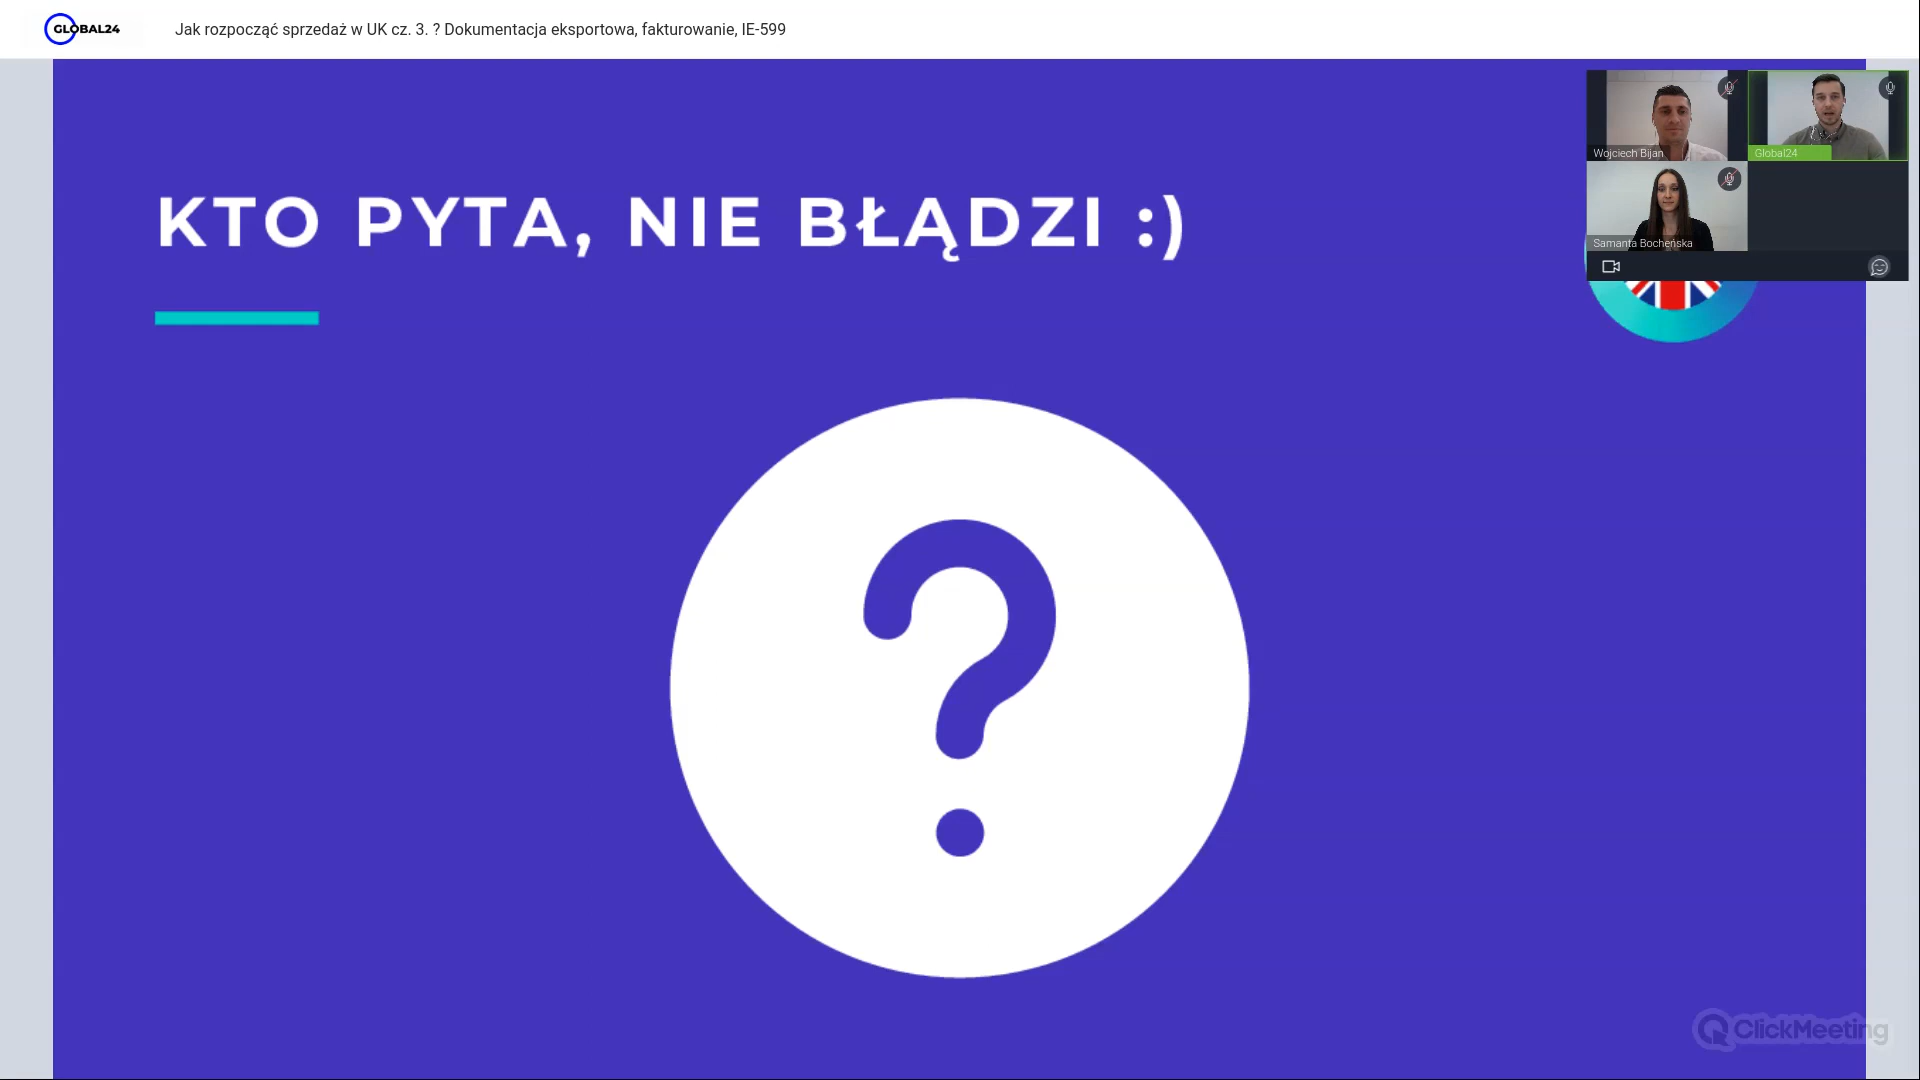 GLOBAL24
Jak rozpocząć sprzedaż w UK cz. 3. ? Dokumentacja eksportowa, fakturowanie, IE-599
Wojciech Bijan
Global24
Samanta Bocheńska
KTO PYTA, NIE BŁĄDZI :)
?
ClickMeeting